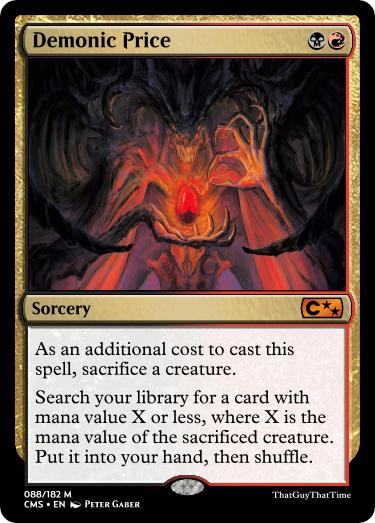 Demonic Price
Sorcery
C
As an additional cost to cast this
spell, sacrifice a creature.
Search your library for a card with
mana value X or less, where X is the
mana value of the sacrificed creature.
Put it into your hand, then shuffle.
088/182 M
CMS • EN Peter Gaber
ThatGuyThatTime